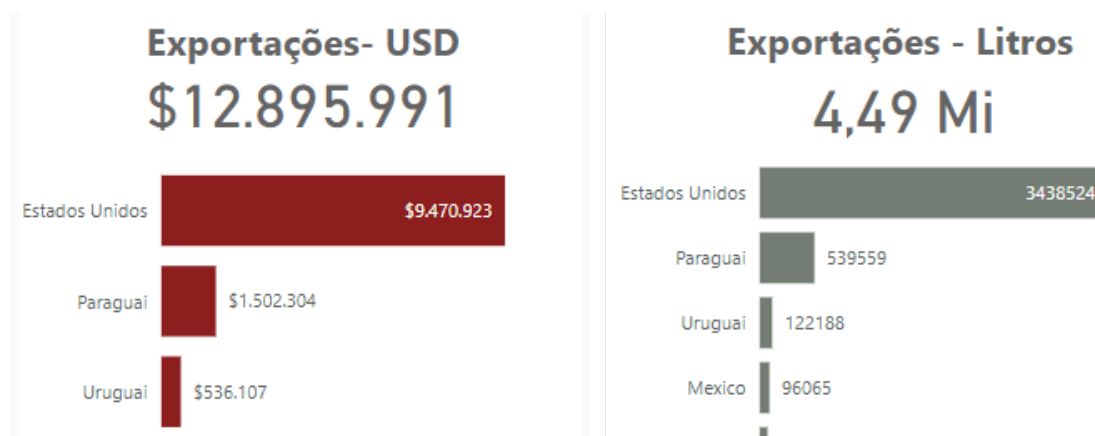 Exportações- USD
$12.895.991
Estados Unidos
$9.470.923
Paraguai
$1.502.304
Uruguai
$536.107
Exportações - Litros
4,49 Mi
Estados Unidos
3438524
Paraguai
539559
Uruguai
122188
Mexico
96065